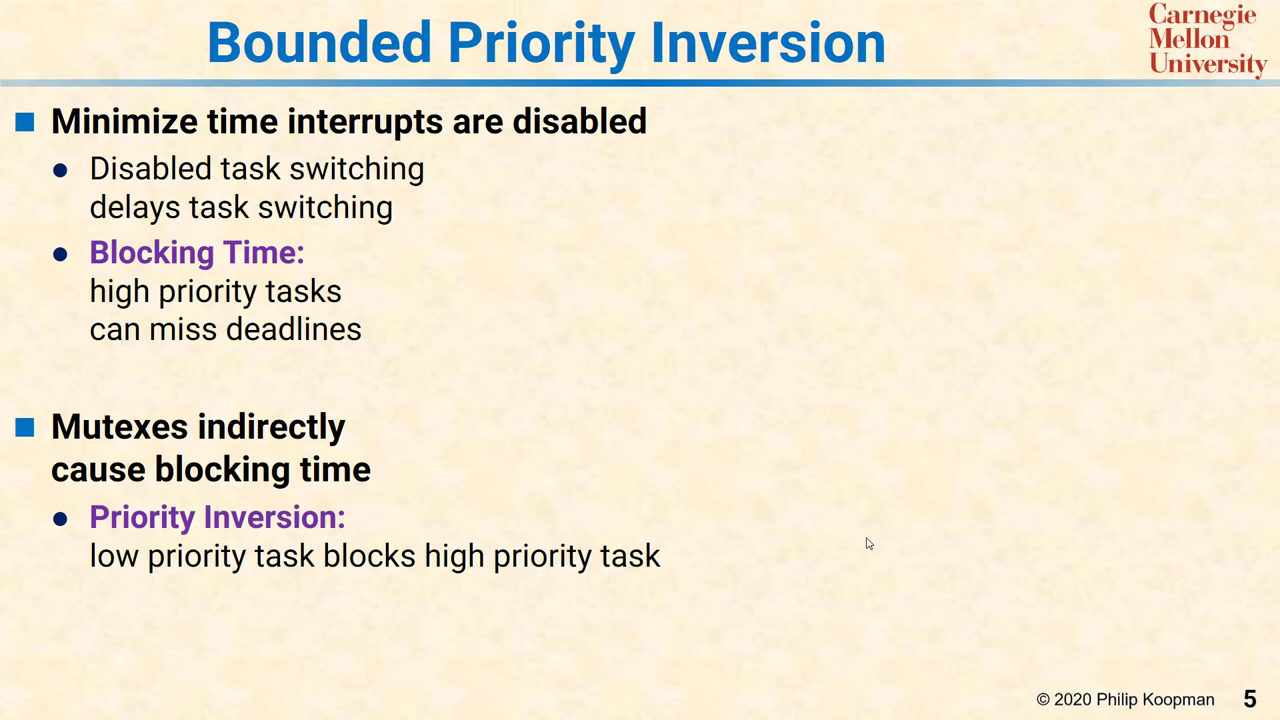 Bounded Priority Inversion
Carnegie
Mellon
University
Minimize time interrupts are disabled
Disabled task switching
delays task switching
Blocking Time:
high priority tasks
can miss deadlines
Mutexes indirectly
cause blocking time
Priority Inversion:
low priority task blocks high priority task
© 2020 Philip Koopman 5